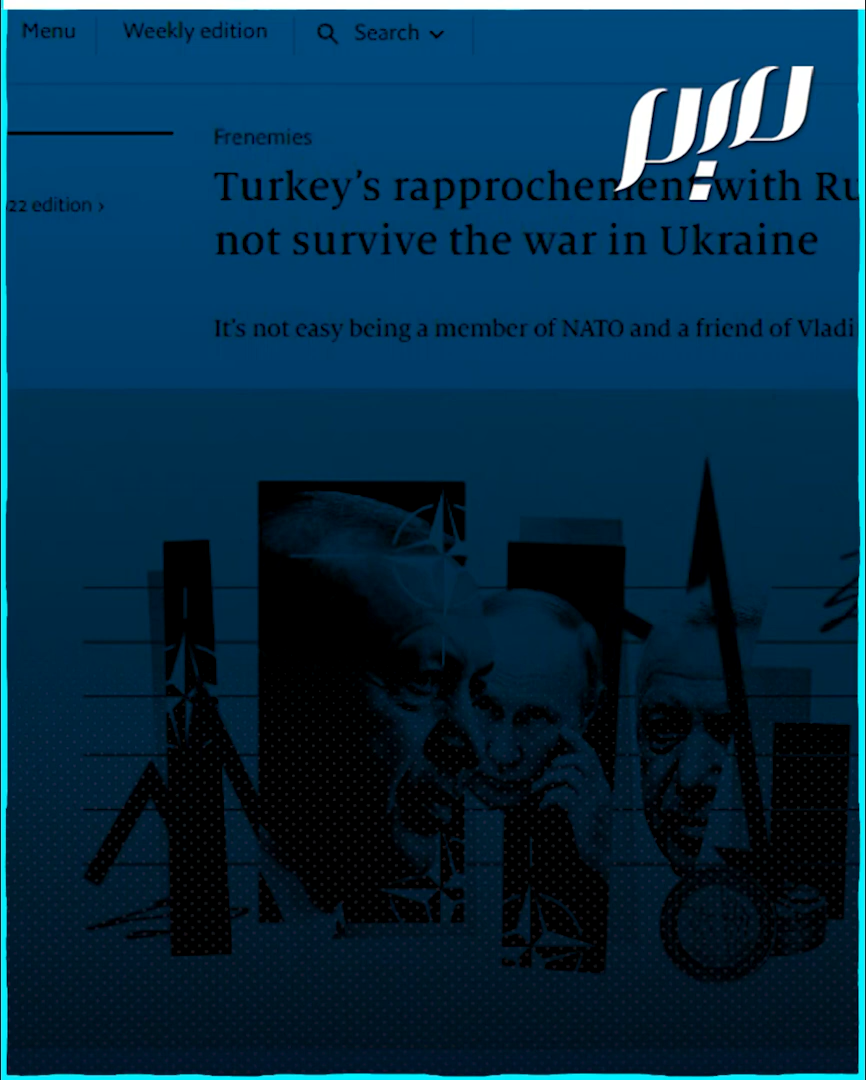 Menu Weekly edition Search
Frenemies
Turkey's rapprochement with Ru
22 edition ›
not survive the war in Ukraine
It's not easy being a member of NATO and a friend of Vladi